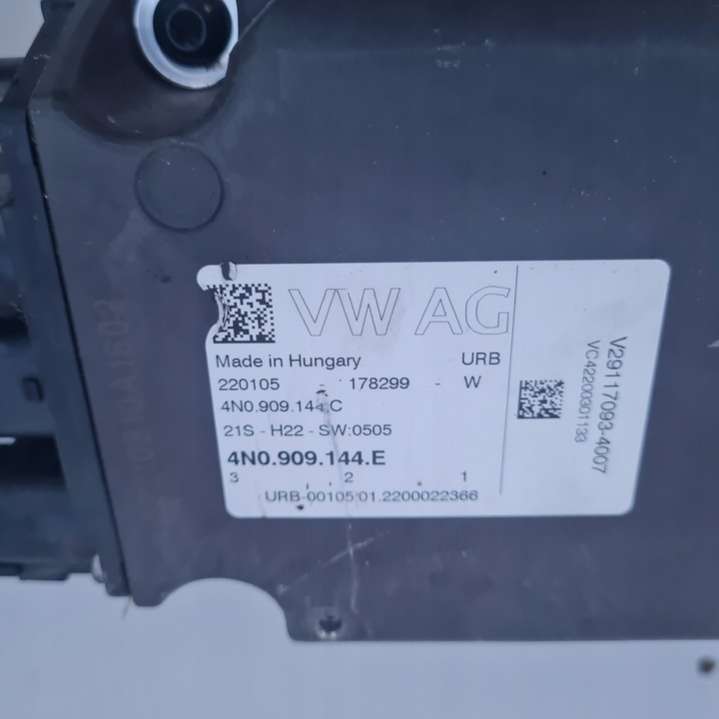 VW AG
Made in Hungary URB
220105 - 178299 - W
4N0.909.144.C
21S - H22 - SW:0505
4N0.909.144.E
3 2 1
URB-00105.01.2200022366
V29117093-4007
VC42200301133